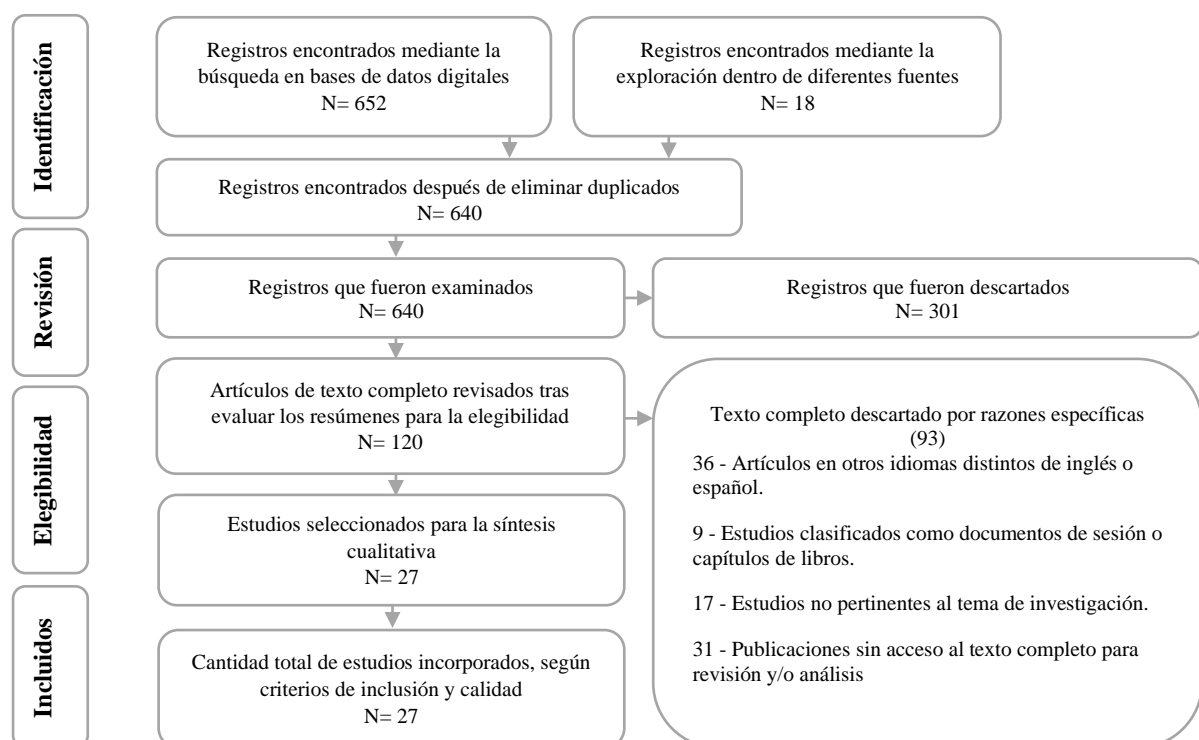 Identificación
Registros encontrados mediante la
búsqueda en bases de datos digitales
N= 652
Registros encontrados mediante la
exploración dentro de diferentes fuentes
N= 18
Registros encontrados después de eliminar duplicados
N= 640
Revisión
Registros que fueron examinados
N= 640
Registros que fueron descartados
N= 301
Elegibilidad
Artículos de texto completo revisados tras
evaluar los resúmenes para la elegibilidad
N= 120
Texto completo descartado por razones específicas
(93)
36 - Artículos en otros idiomas distintos de inglés o
español.
9 - Estudios clasificados como documentos de sesión o
capítulos de libros.
17 - Estudios no pertinentes al tema de investigación.
31 - Publicaciones sin acceso al texto completo para
revisión y/o análisis
Estudios seleccionados para la síntesis
cualitativa
N= 27
Incluidos
Cantidad total de estudios incorporados, según
criterios de inclusión y calidad
N= 27